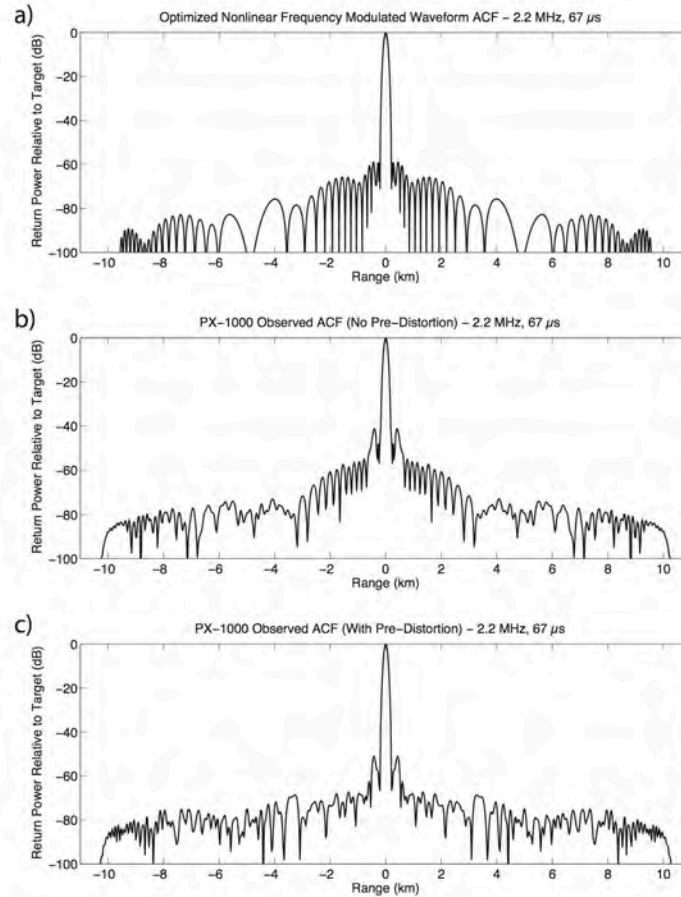 a)
Optimized Nonlinear Frequency Modulated Waveform ACF – 2.2 MHz, 67 μs
Return Power Relative to Target (dB)
0
−20
−40
−60
−80
−100
−10 −8 −6 −4 −2 0 2 4 6 8 10
Range (km)
b)
PX−1000 Observed ACF (No Pre−Distortion) – 2.2 MHz, 67 μs
Return Power Relative to Target (dB)
0
−20
−40
−60
−80
−100
−10 −8 −6 −4 −2 0 2 4 6 8 10
Range (km)
c)
PX−1000 Observed ACF (With Pre−Distortion) – 2.2 MHz, 67 μs
Return Power Relative to Target (dB)
0
−20
−40
−60
−80
−100
−10 −8 −6 −4 −2 0 2 4 6 8 10
Range (km)